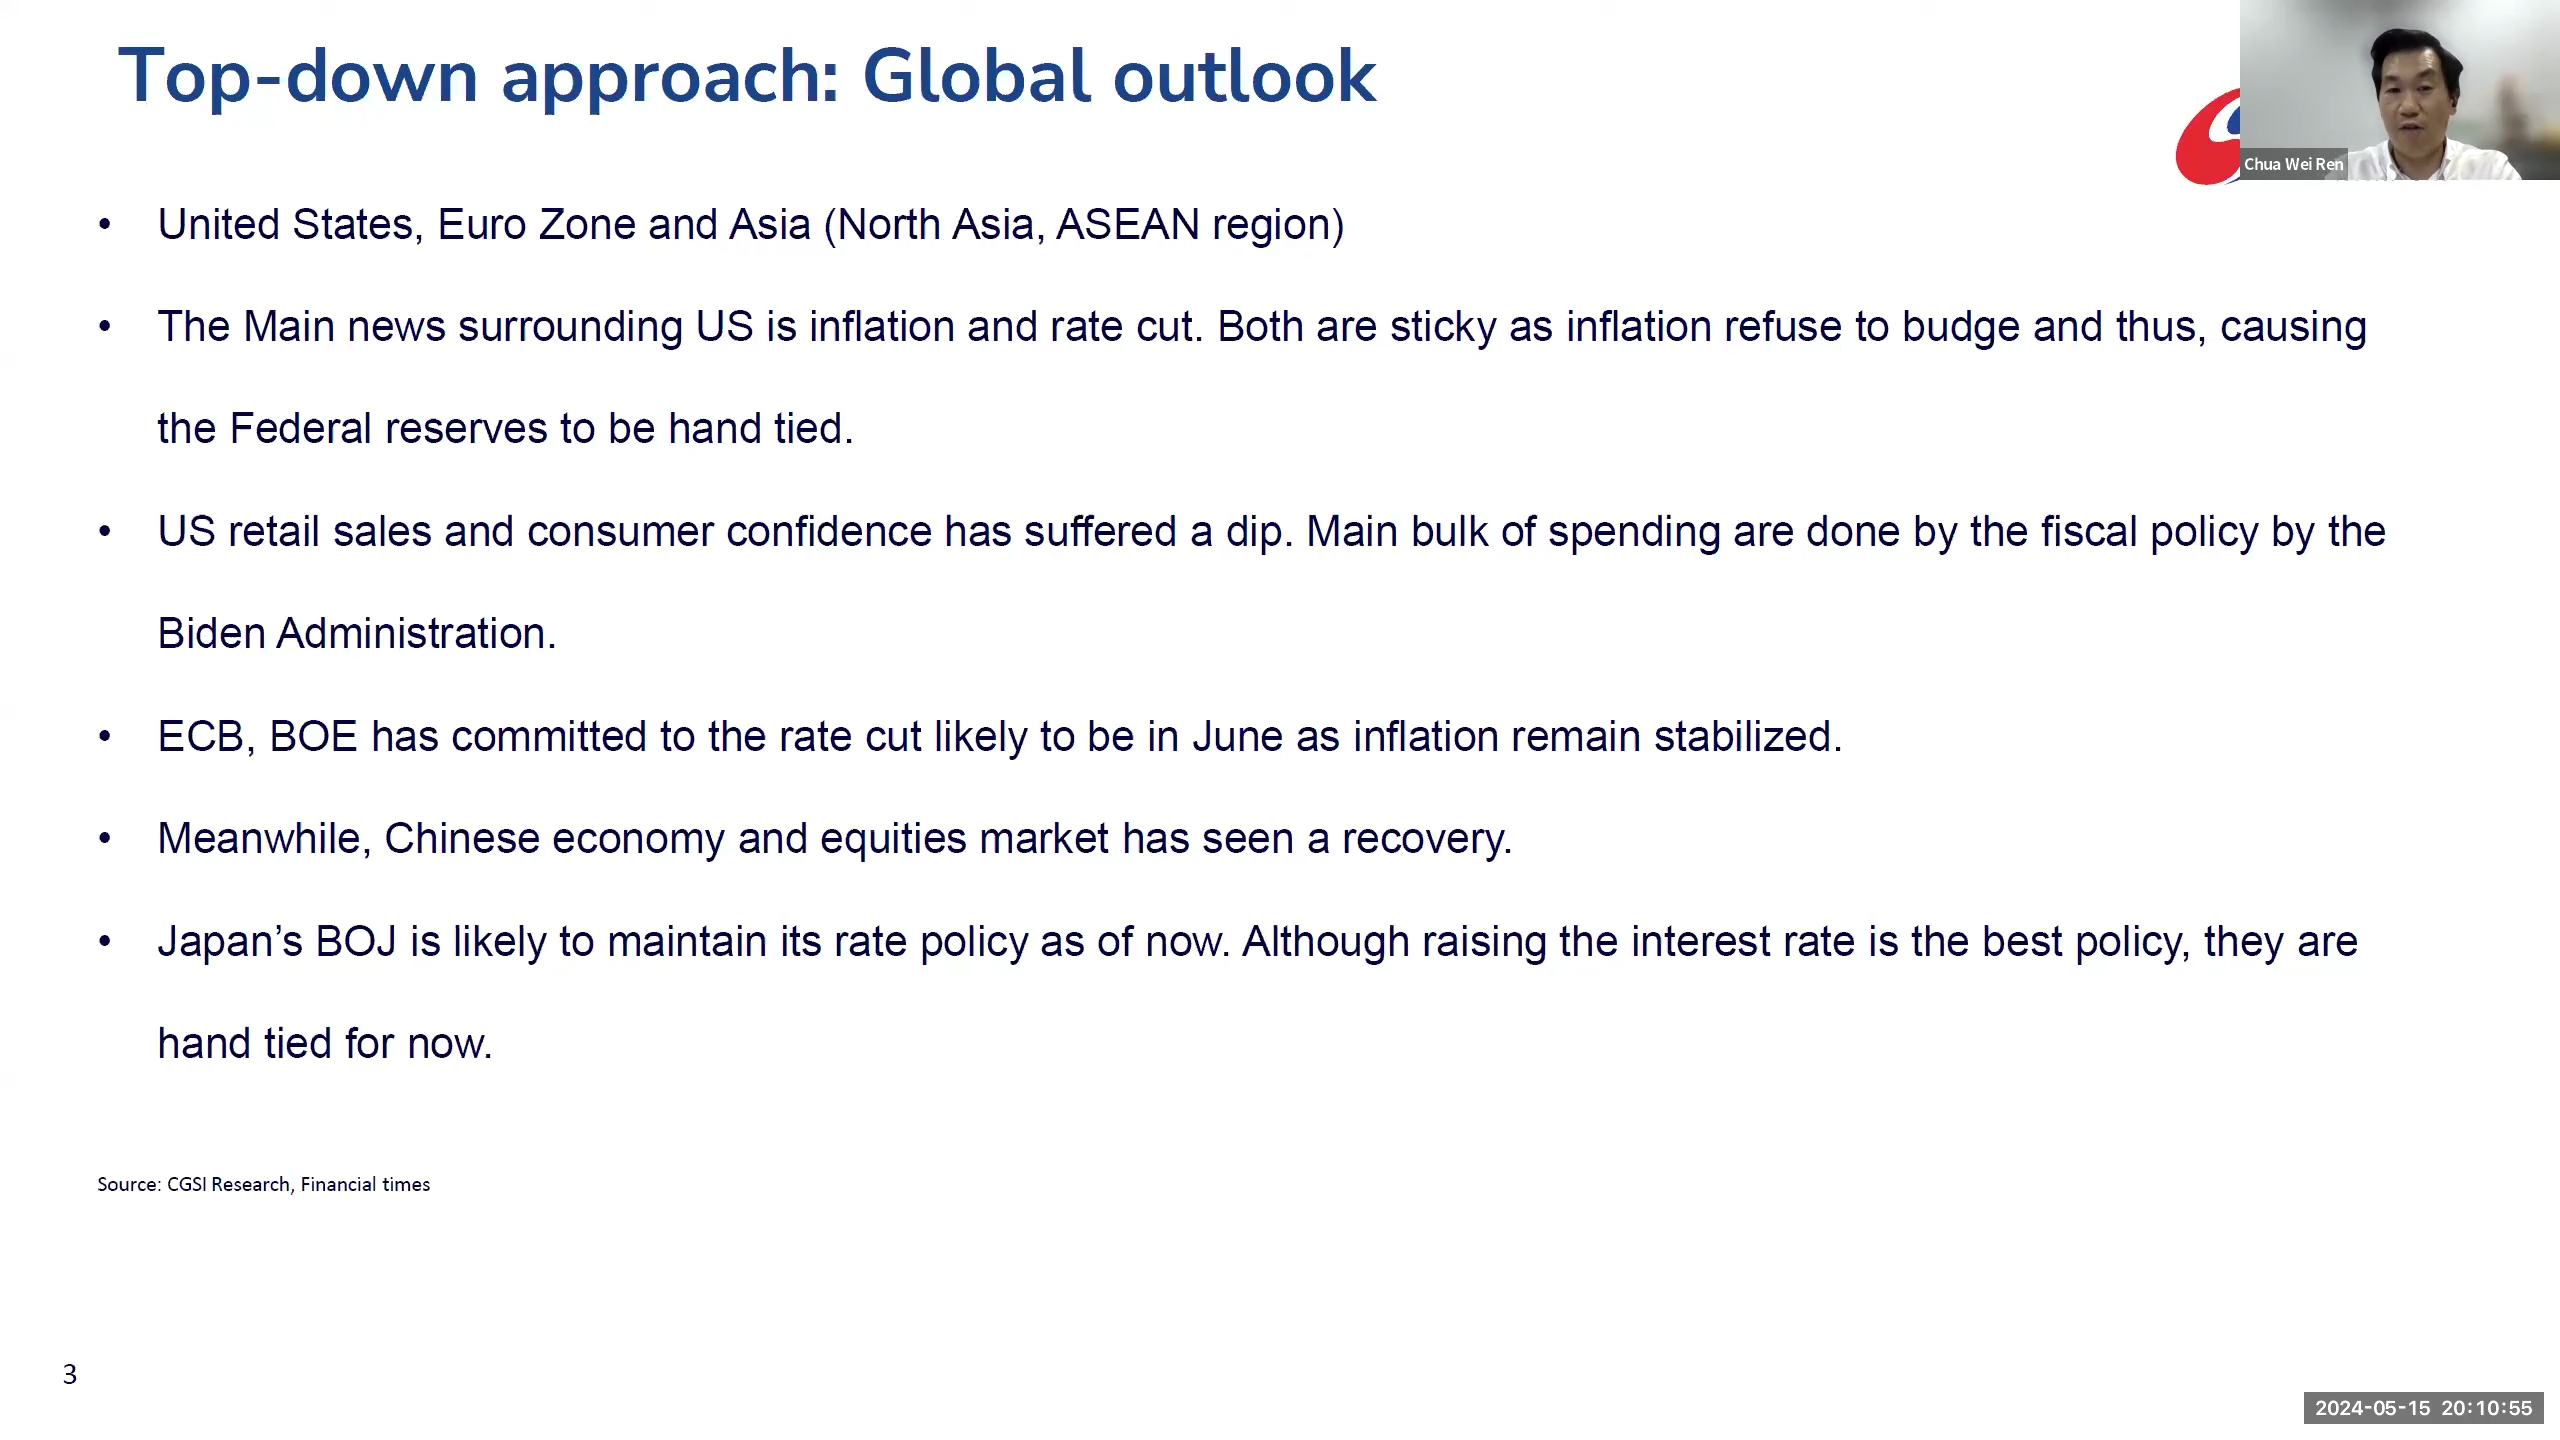 Top-down approach: Global outlook
Chua Wei Ren
• United States, Euro Zone and Asia (North Asia, ASEAN region)
• The Main news surrounding US is inflation and rate cut. Both are sticky as inflation refuse to budge and thus, causing
the Federal reserves to be hand tied.
• US retail sales and consumer confidence has suffered a dip. Main bulk of spending are done by the fiscal policy by the
Biden Administration.
• ECB, BOE has committed to the rate cut likely to be in June as inflation remain stabilized.
• Meanwhile, Chinese economy and equities market has seen a recovery.
• Japan’s BOJ is likely to maintain its rate policy as of now. Although raising the interest rate is the best policy, they are
hand tied for now.
Source: CGSI Research, Financial times
3
2024-05-15 20:10:55